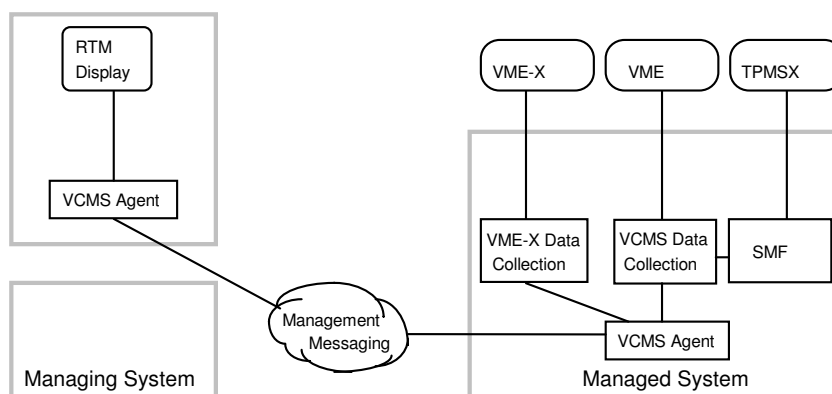 RTM
Display
VCMS Agent
Managing System
Management
Messaging
VME-X
VME
TPMSX
VME-X Data
Collection
VCMS Data
Collection
SMF
VCMS Agent
Managed System